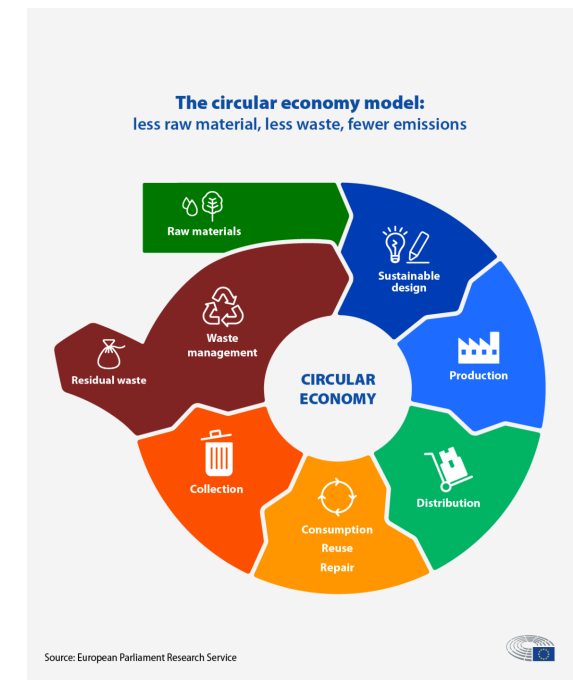 The circular economy model:
less raw material, less waste, fewer emissions
Raw materials
Sustainable
design
Production
Distribution
Consumption
Reuse
Repair
Collection
Waste
management
Residual waste
CIRCULAR
ECONOMY
Source: European Parliament Research Service